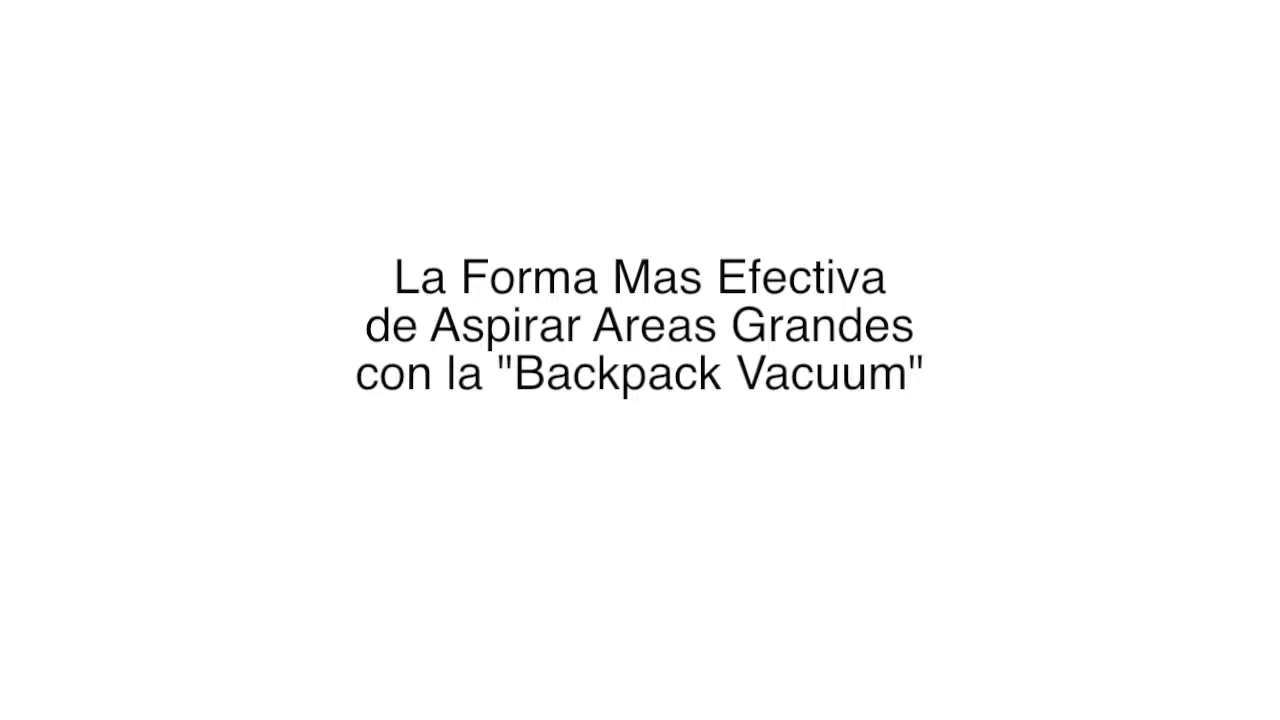 La Forma Mas Efectiva
de Aspirar Areas Grandes
con la "Backpack Vacuum"